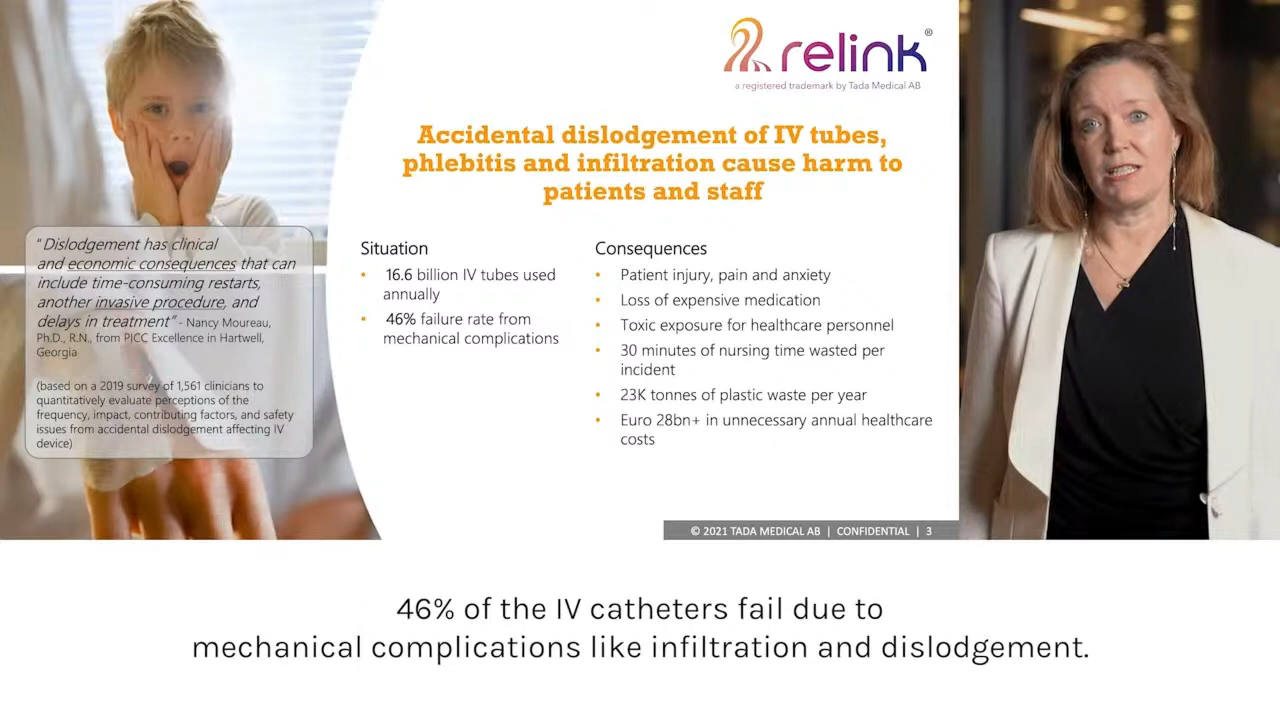 relink®
a registered trademark by Tada Medical AB
Accidental dislodgement of IV tubes,
phlebitis and infiltration cause harm to
patients and staff
"Dislodgement has clinical
and economic consequences that can
include time-consuming restarts,
another invasive procedure, and
delays in treatment" - Nancy Moureau,
Ph.D., R.N., from PICC Excellence in Hartwell,
Georgia
(based on a 2019 survey of 1,561 clinicians to
quantitatively evaluate perceptions of the
frequency, impact, contributing factors, and safety
issues from accidental dislodgement affecting IV
device)
Situation
• 16.6 billion IV tubes used
annually
• 46% failure rate from
mechanical complications
Consequences
• Patient injury, pain and anxiety
• Loss of expensive medication
• Toxic exposure for healthcare personnel
• 30 minutes of nursing time wasted per
incident
• 23K tonnes of plastic waste per year
• Euro 28bn+ in unnecessary annual healthcare
costs
© 2021 TADA MEDICAL AB | CONFIDENTIAL | 3
46% of the IV catheters fail due to
mechanical complications like infiltration and dislodgement.